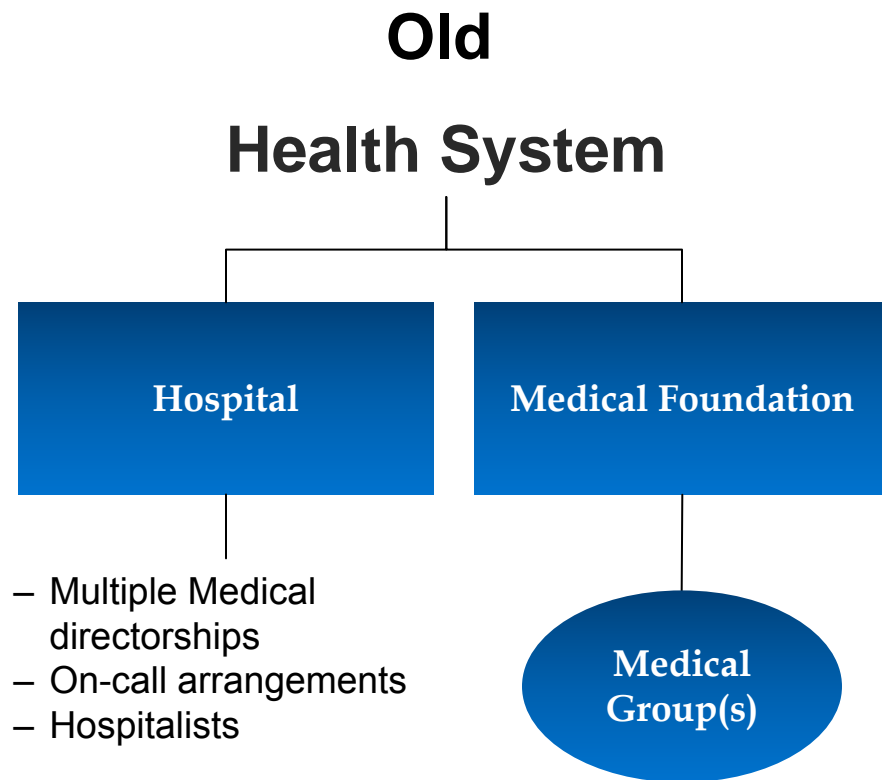 Old
Health System
Hospital
Medical Foundation
– Multiple Medical
directorships
– On-call arrangements
– Hospitalists
Medical
Group(s)